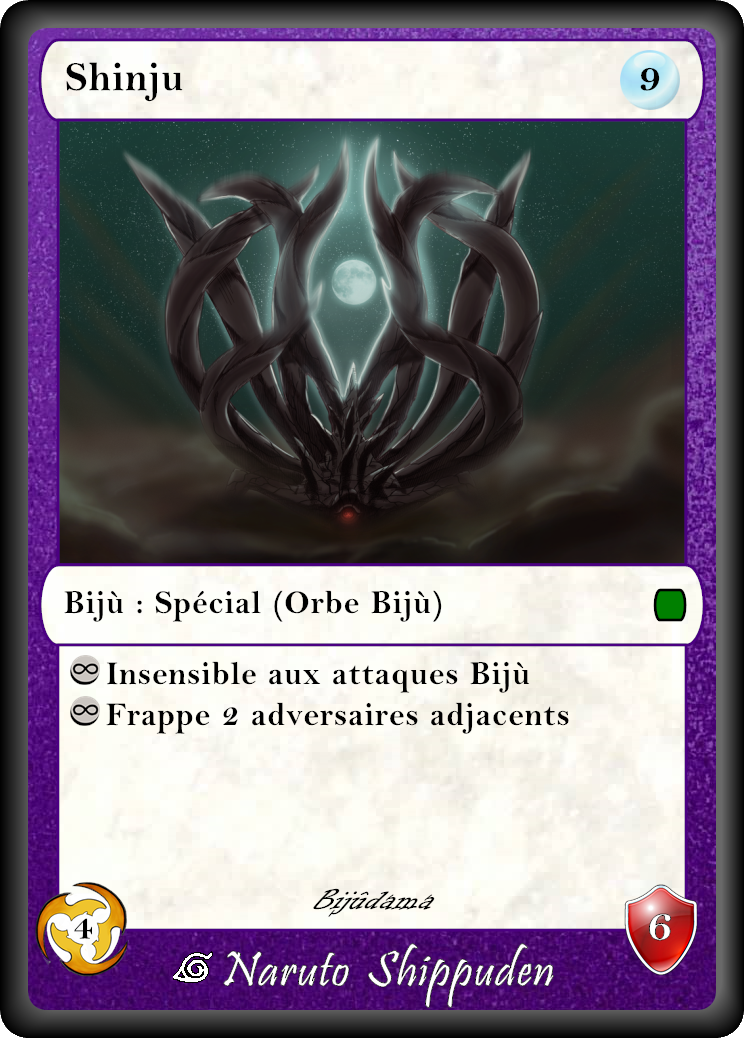 Shinju
9
Bijù : Spécial (Orbe Bijù)
∞ Insensible aux attaques Bijù
∞ Frappe 2 adversaires adjacents
Bijûdama
4
6
Naruto Shippuden